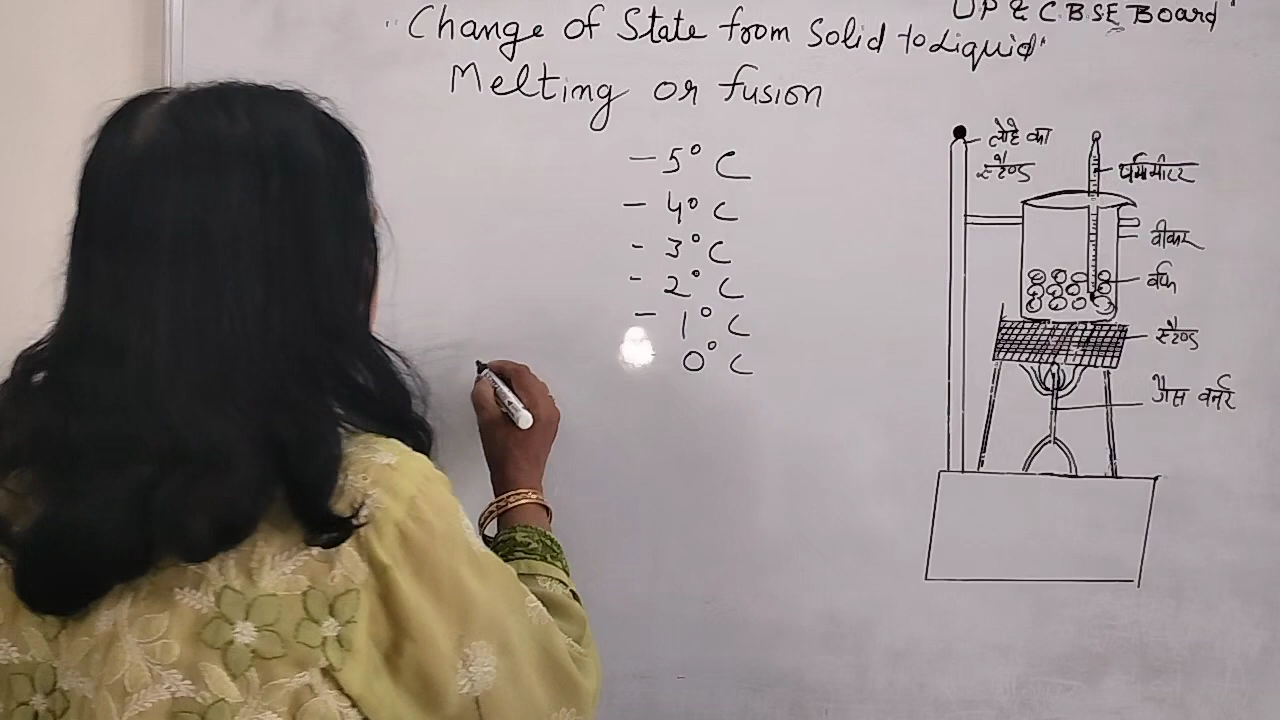 UP & C.B.S.E Board"
"Change of State from Solid to Liquid"
Melting or fusion
- 5° C
- 4° C
- 3° C
- 2° C
- 1° C
0° C
लोहे का
स्टैण्ड
थर्मामीटर
बीकर
बर्फ
स्टैण्ड
गैस बर्नर